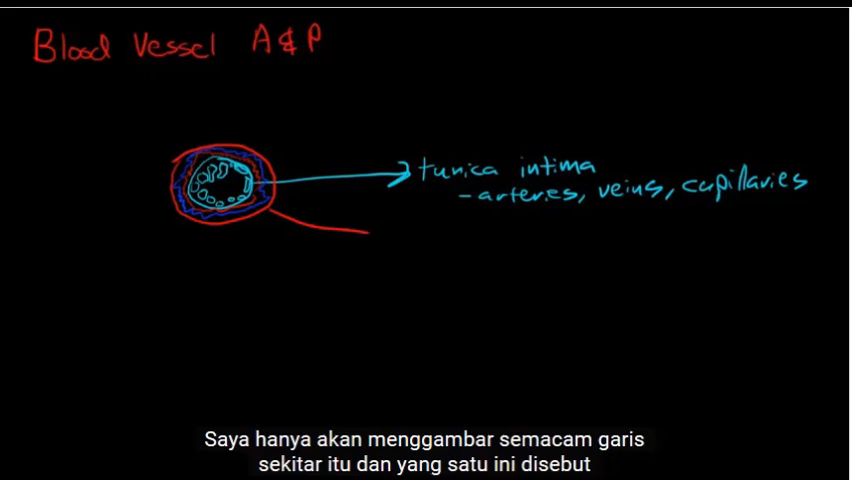 Blood Vessel A & P
tunica intima
- arteries, veins, capillaries
Saya hanya akan menggambar semacam garis
sekitar itu dan yang satu ini disebut